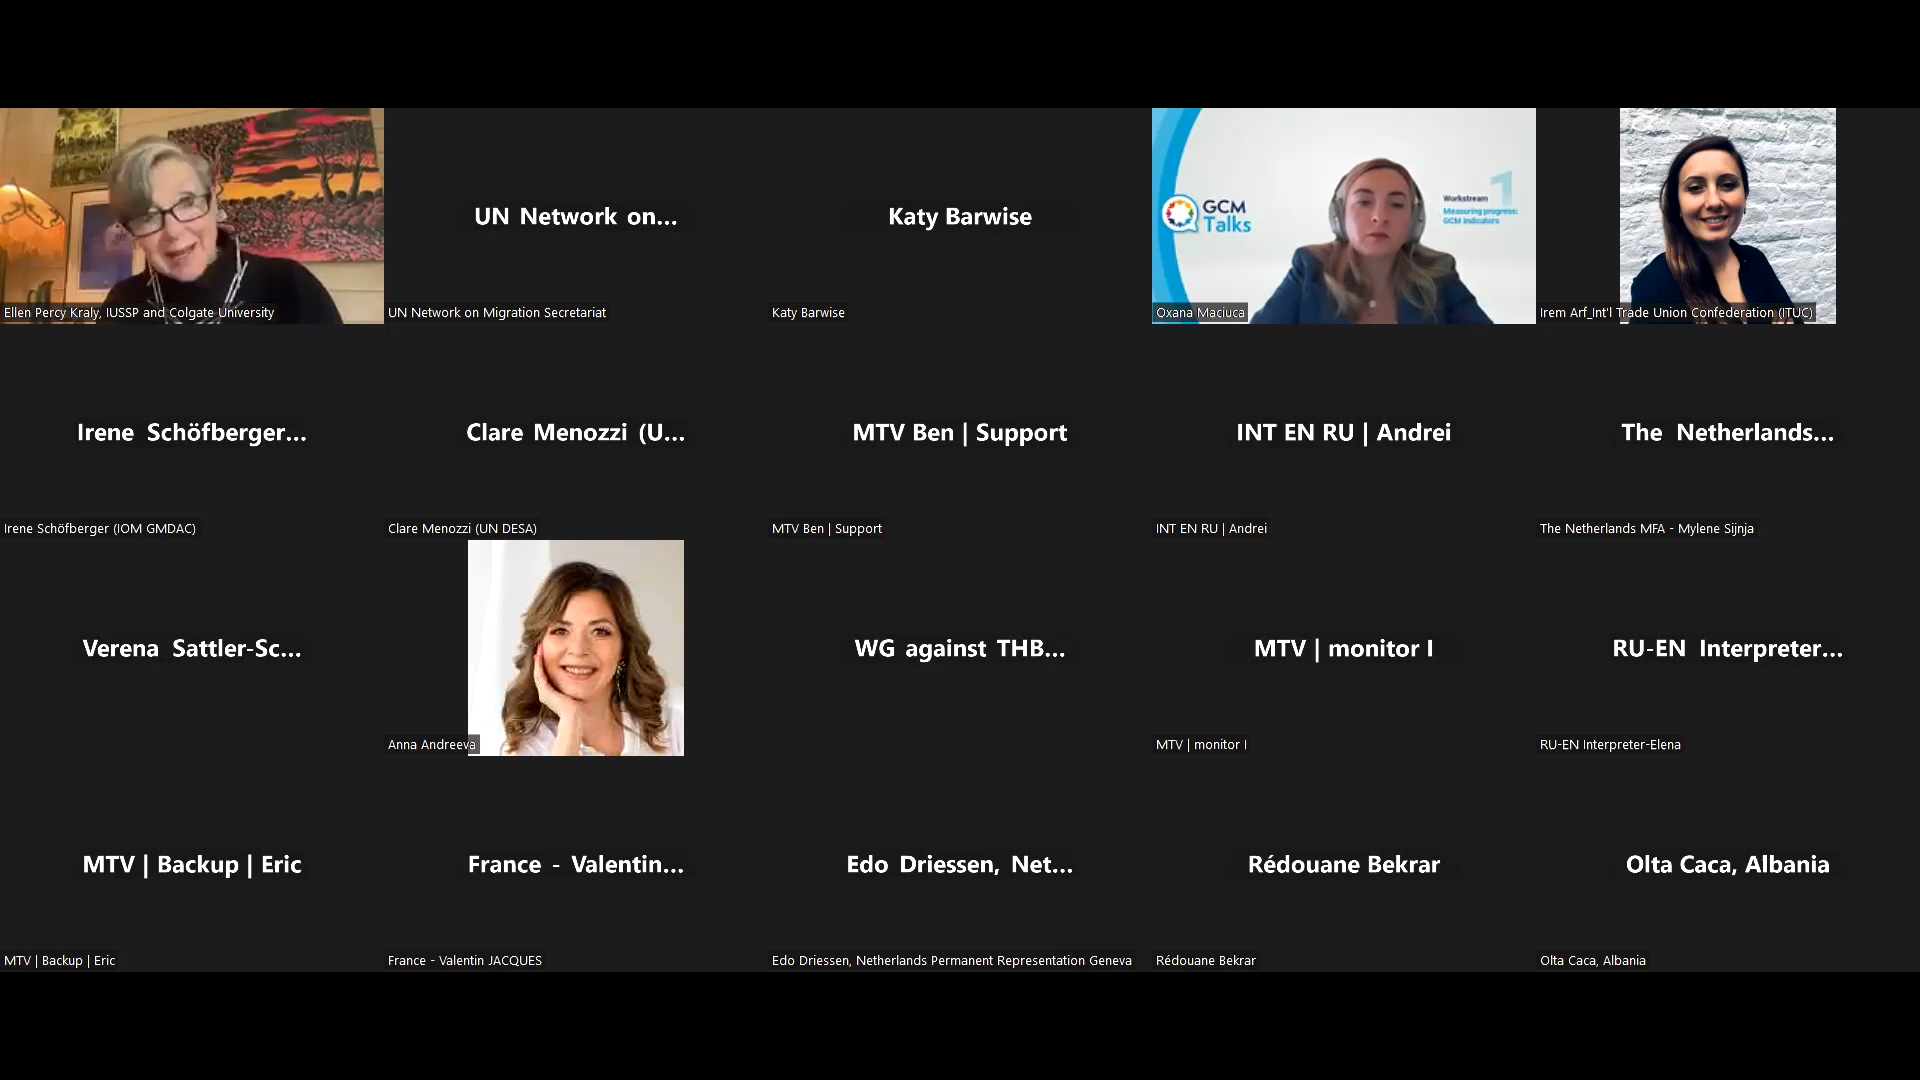 Ellen Percy Kraly, IUSSP and Colgate University
UN Network on...
UN Network on Migration Secretariat
Katy Barwise
Katy Barwise
GCM
Talks
Workstream
1
Measuring progress:
GCM indicators
Oxana Maciuca
Irem Arf_Int'l Trade Union Confederation (ITUC)
Irene Schöfberger...
Irene Schöfberger (IOM GMDAC)
Clare Menozzi (U...
Clare Menozzi (UN DESA)
MTV Ben | Support
MTV Ben | Support
INT EN RU | Andrei
INT EN RU | Andrei
The Netherlands...
The Netherlands MFA - Mylene Sijnja
Verena Sattler-Sc...
Anna Andreeva
WG against THB...
MTV | monitor I
MTV | monitor I
RU-EN Interpreter...
RU-EN Interpreter-Elena
MTV | Backup | Eric
MTV | Backup | Eric
France - Valentin...
France - Valentin JACQUES
Edo Driessen, Net...
Edo Driessen, Netherlands Permanent Representation Geneva
Rédouane Bekrar
Rédouane Bekrar
Olta Caca, Albania
Olta Caca, Albania